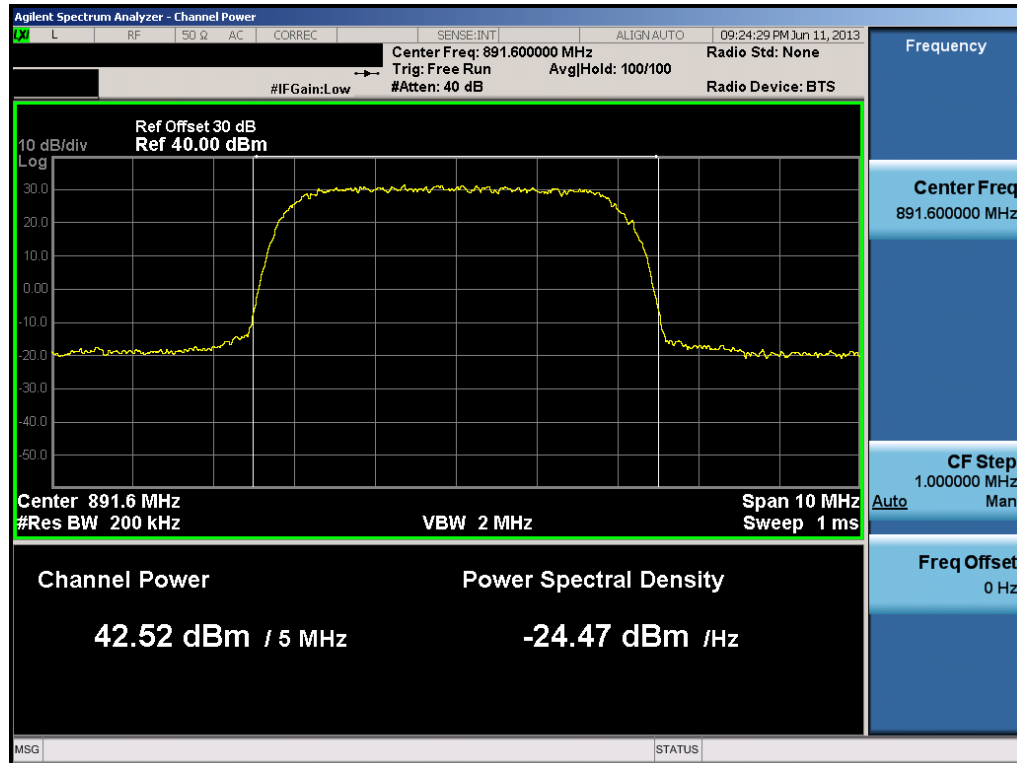 Agilent Spectrum Analyzer - Channel Power
LXI L RF 50 Ω AC CORREC SENSE:INT ALIGN AUTO 09:24:29 PM Jun 11, 2013
Center Freq: 891.600000 MHz Radio Std: None
Trig: Free Run Avg|Hold: 100/100
#IFGain:Low #Atten: 40 dB Radio Device: BTS
Ref Offset 30 dB
10 dB/div Ref 40.00 dBm
Log
30.0
20.0
10.0
0.00
-10.0
-20.0
-30.0
-40.0
-50.0
Center 891.6 MHz Span 10 MHz
#Res BW 200 kHz VBW 2 MHz Sweep 1 ms
Channel Power Power Spectral Density
42.52 dBm / 5 MHz -24.47 dBm /Hz
MSG STATUS
Frequency
Center Freq
891.600000 MHz
CF Step
1.000000 MHz
Auto Man
Freq Offset
0 Hz